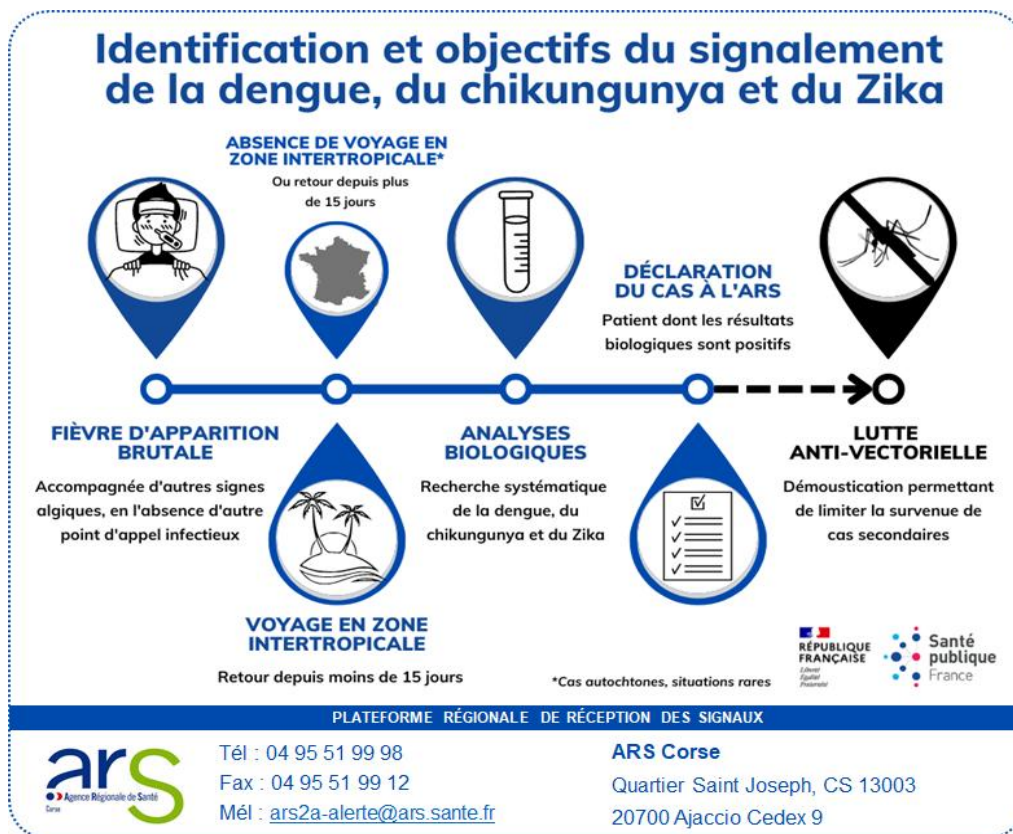 Identification et objectifs du signalement
de la dengue, du chikungunya et du Zika
ABSENCE DE VOYAGE EN
ZONE INTERTROPICALE*
Ou retour depuis plus
de 15 jours
DÉCLARATION
DU CAS À L'ARS
Patient dont les résultats
biologiques sont positifs
FIÈVRE D'APPARITION
BRUTALE
Accompagnée d'autres signes
algiques, en l'absence d'autre
point d'appel infectieux
ANALYSES
BIOLOGIQUES
Recherche systématique
de la dengue, du
chikungunya et du Zika
LUTTE
ANTI-VECTORIELLE
Démoustication permettant
de limiter la survenue de
cas secondaires
VOYAGE EN ZONE
INTERTROPICALE
Retour depuis moins de 15 jours
*Cas autochtones, situations rares
RÉPUBLIQUE
FRANÇAISE
Liberté
Égalité
Fraternité
Santé
publique
France
PLATEFORME RÉGIONALE DE RÉCEPTION DES SIGNAUX
ars
Agence Régionale de Santé
Corse
Tél : 04 95 51 99 98
Fax : 04 95 51 99 12
Mél : ars2a-alerte@ars.sante.fr
ARS Corse
Quartier Saint Joseph, CS 13003
20700 Ajaccio Cedex 9